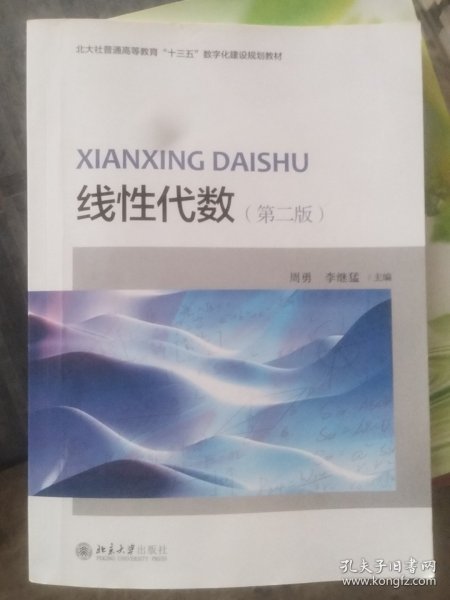 北大社普通高等教育“十三五”数字化建设规划教材
XIANXING DAISHU
线性代数（第二版）
周勇 李继猛 主编
北京大学出版社
PEKING UNIVERSITY PRESS
孔夫子旧书网
www.kongfz.com